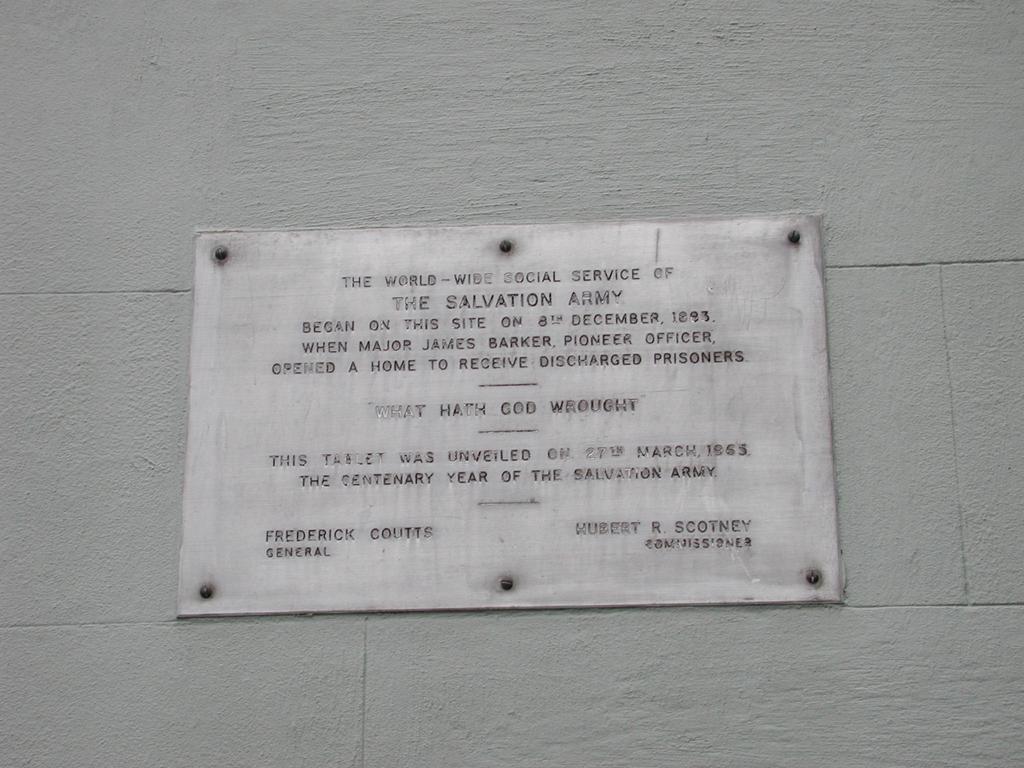 THE WORLD-WIDE SOCIAL SERVICE OF
THE SALVATION ARMY
BEGAN ON THIS SITE ON 8TH DECEMBER, 1883.
WHEN MAJOR JAMES BARKER, PIONEER OFFICER,
OPENED A HOME TO RECEIVE DISCHARGED PRISONERS.
"WHAT HATH GOD WROUGHT"
THIS TABLET WAS UNVEILED ON 27TH MARCH, 1965.
THE CENTENARY YEAR OF THE SALVATION ARMY.
FREDERICK COUTTS
GENERAL
HUBERT R. SCOTNEY
COMMISSIONER